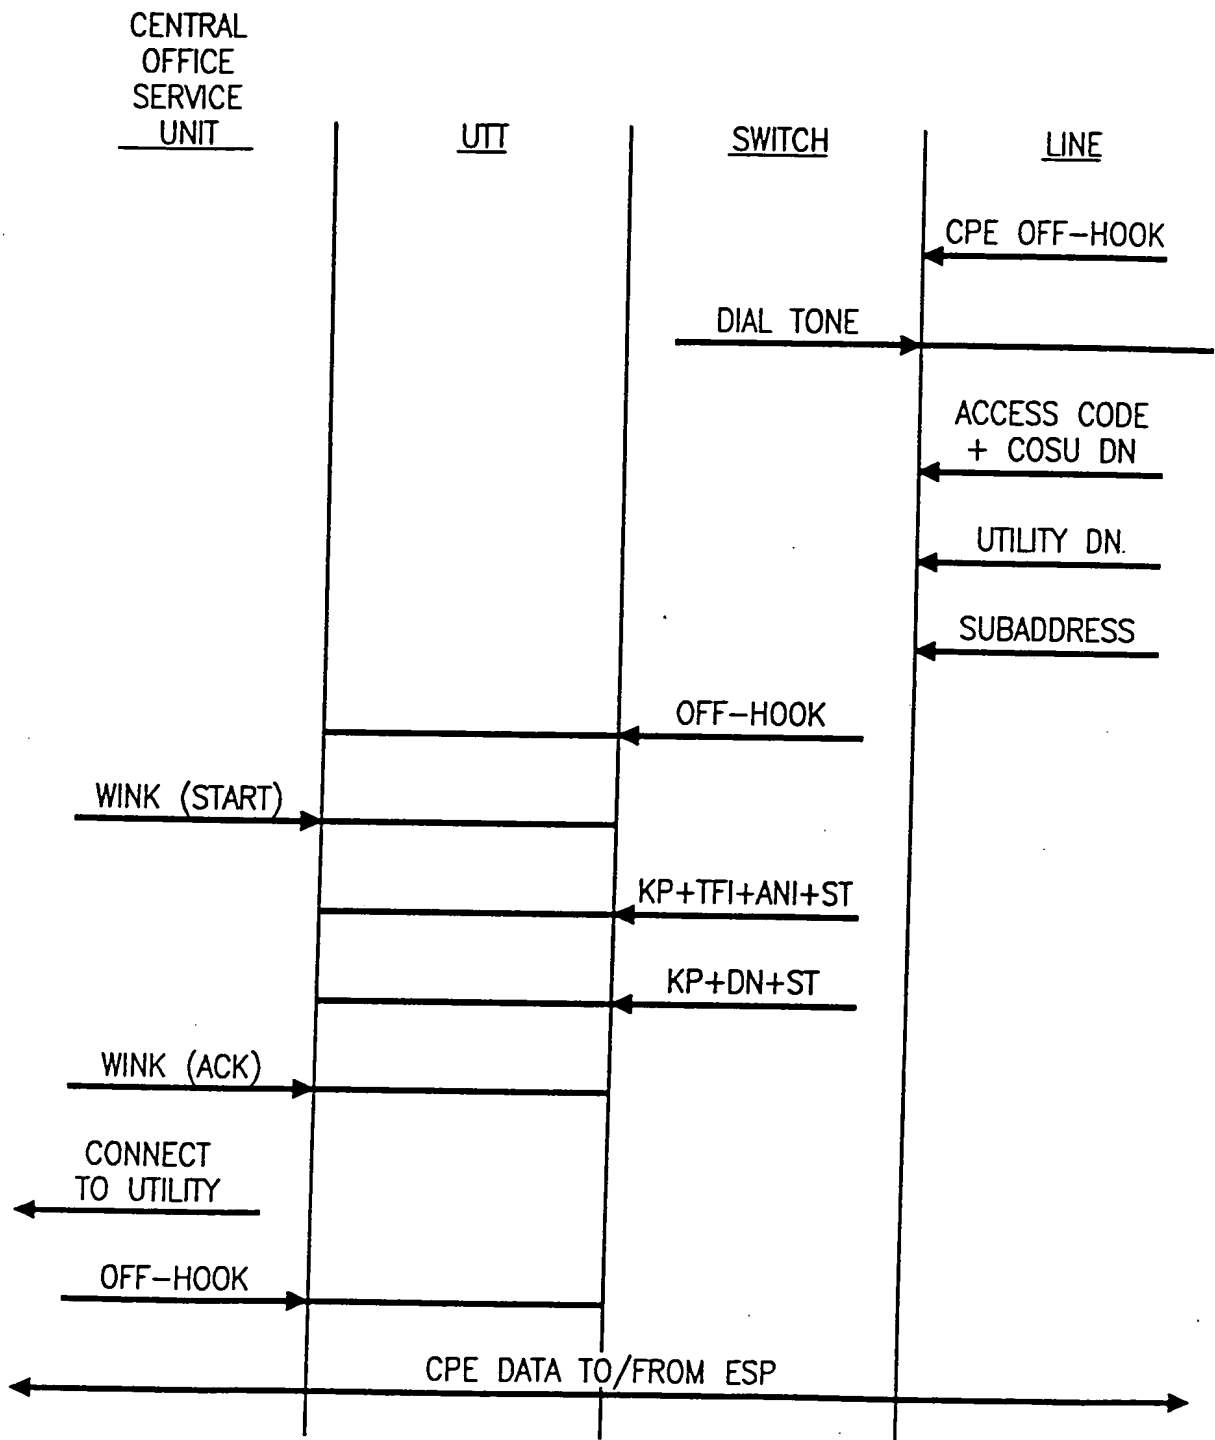 CENTRAL
OFFICE
SERVICE
UNIT
UTT
SWITCH
LINE
CPE OFF-HOOK
DIAL TONE
ACCESS CODE
+ COSU DN
UTILITY DN.
SUBADDRESS
OFF-HOOK
WINK (START)
KP+TFI+ANI+ST
KP+DN+ST
WINK (ACK)
CONNECT
TO UTILITY
OFF-HOOK
CPE DATA TO/FROM ESP